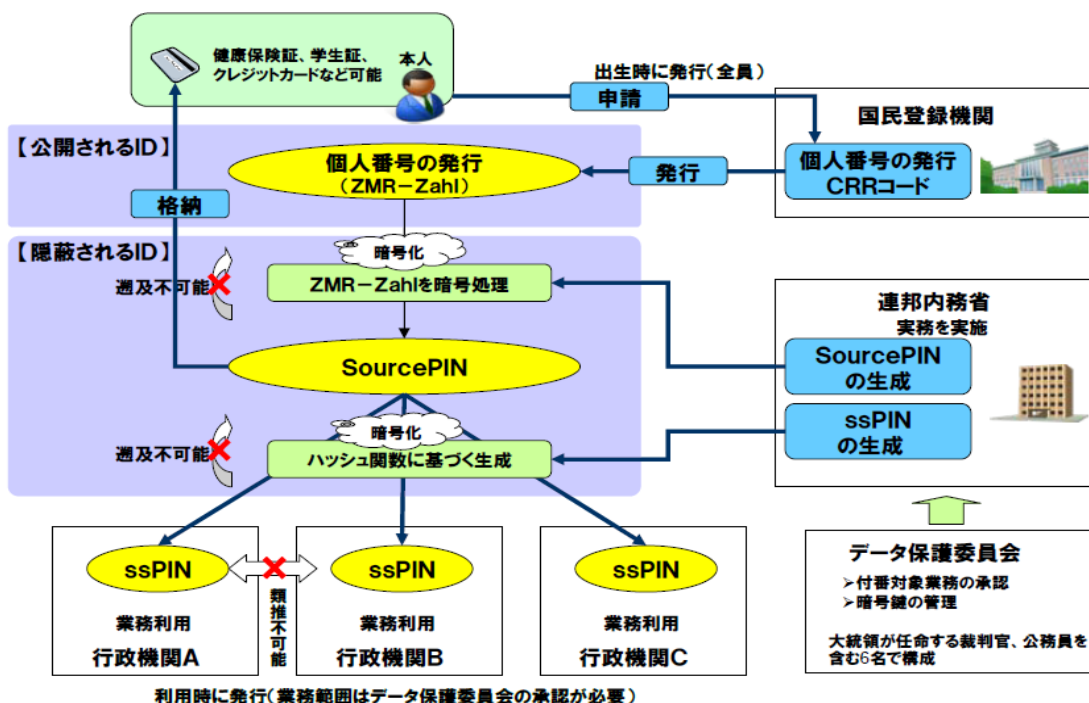 健康保険証、学生証、
クレジットカードなど可能
本人
出生時に発行(全員)
申請
国民登録機関
個人番号の発行
CRRコード
発行
【公開されるID】
個人番号の発行
(ZMR-Zahl)
格納
【隠蔽されるID】
暗号化
遡及不可能
ZMR-Zahlを暗号処理
SourcePIN
連邦内務省
実務を実施
SourcePIN
の生成
ssPIN
の生成
暗号化
遡及不可能
ハッシュ関数に基づく生成
ssPIN
業務利用
行政機関A
類推不可能
ssPIN
業務利用
行政機関B
ssPIN
業務利用
行政機関C
データ保護委員会
➢付番対象業務の承認
➢暗号鍵の管理
大統領が任命する裁判官、公務員を
含む6名で構成
利用時に発行(業務範囲はデータ保護委員会の承認が必要)